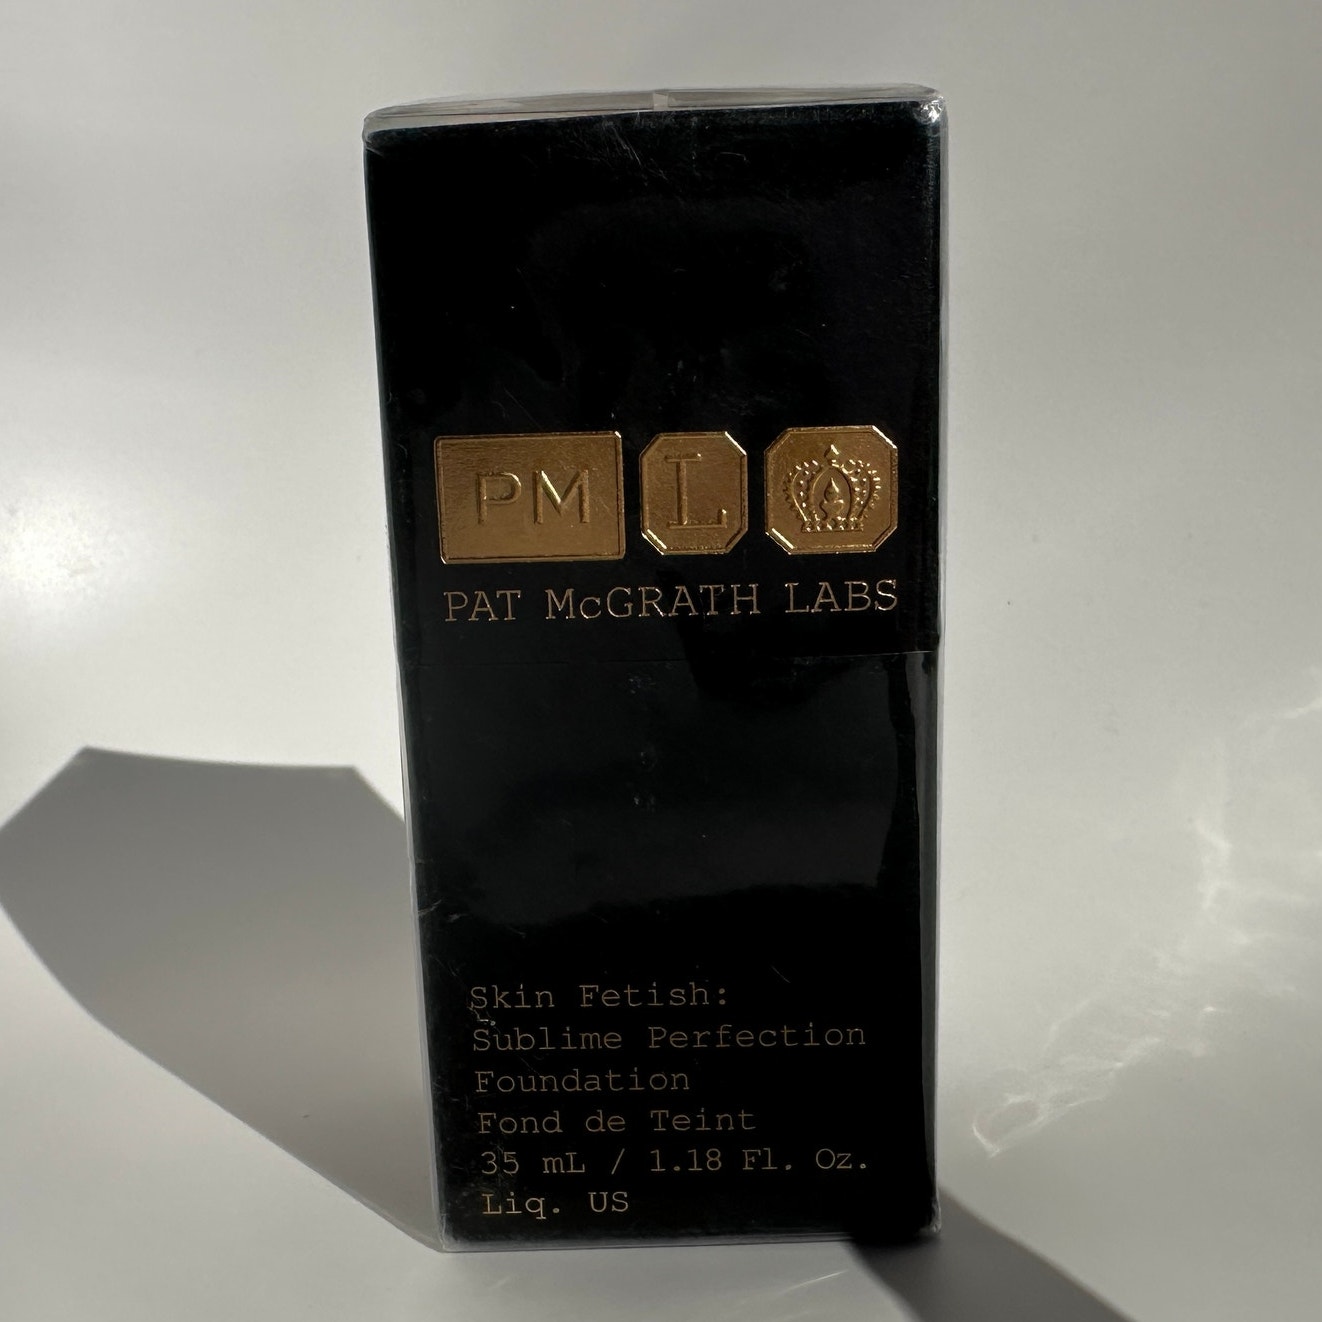 PM L
PAT McGRATH LABS
Skin Fetish:
Sublime Perfection
Foundation
Fond de Teint
35 mL / 1.18 Fl. Oz.
Liq. US